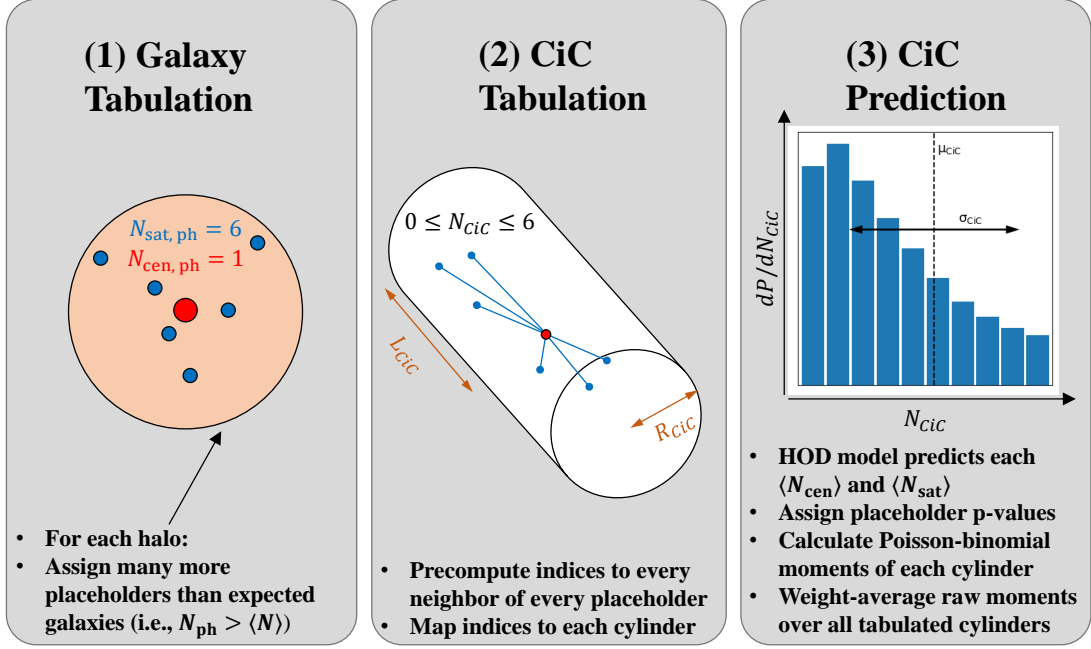 (1) Galaxy
Tabulation
N_sat, ph = 6
N_cen, ph = 1
• For each halo:
• Assign many more
placeholders than expected
galaxies (i.e., N_ph > ⟨N⟩)
(2) CiC
Tabulation
0 ≤ N_CiC ≤ 6
L_CiC
R_CiC
• Precompute indices to every
neighbor of every placeholder
• Map indices to each cylinder
(3) CiC
Prediction
μ_CiC
σ_CiC
dP/dN_CiC
N_CiC
• HOD model predicts each
⟨N_cen⟩ and ⟨N_sat⟩
• Assign placeholder p-values
• Calculate Poisson-binomial
moments of each cylinder
• Weight-average raw moments
over all tabulated cylinders